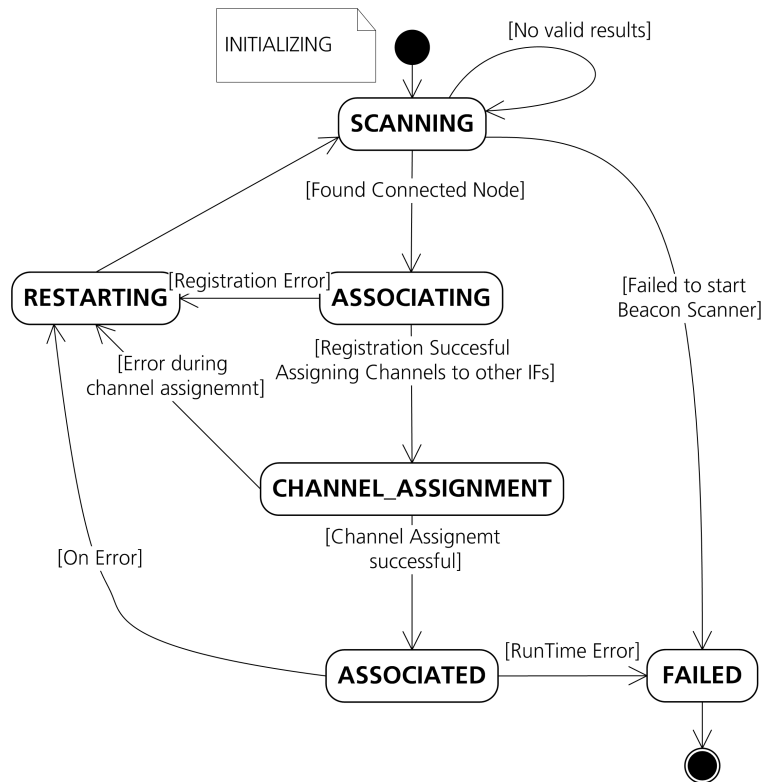 INITIALIZING
[No valid results]
SCANNING
[Found Connected Node]
[Registration Error]
RESTARTING
ASSOCIATING
[Failed to start
Beacon Scanner]
[Registration Succesful
Assigning Channels to other IFs]
[Error during
channel assignemnt]
CHANNEL_ASSIGNMENT
[Channel Assignemt
successful]
[On Error]
[RunTime Error]
ASSOCIATED
FAILED